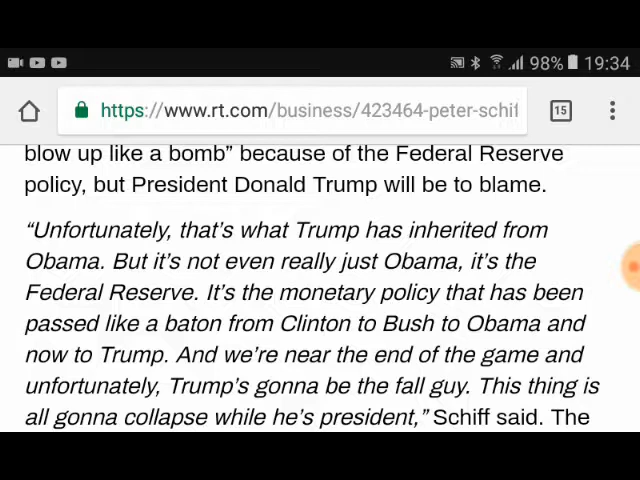 98% 19:34
https://www.rt.com/business/423464-peter-schif
15
blow up like a bomb” because of the Federal Reserve
policy, but President Donald Trump will be to blame.
“Unfortunately, that’s what Trump has inherited from
Obama. But it’s not even really just Obama, it’s the
Federal Reserve. It’s the monetary policy that has been
passed like a baton from Clinton to Bush to Obama and
now to Trump. And we’re near the end of the game and
unfortunately, Trump’s gonna be the fall guy. This thing is
all gonna collapse while he’s president,” Schiff said. The